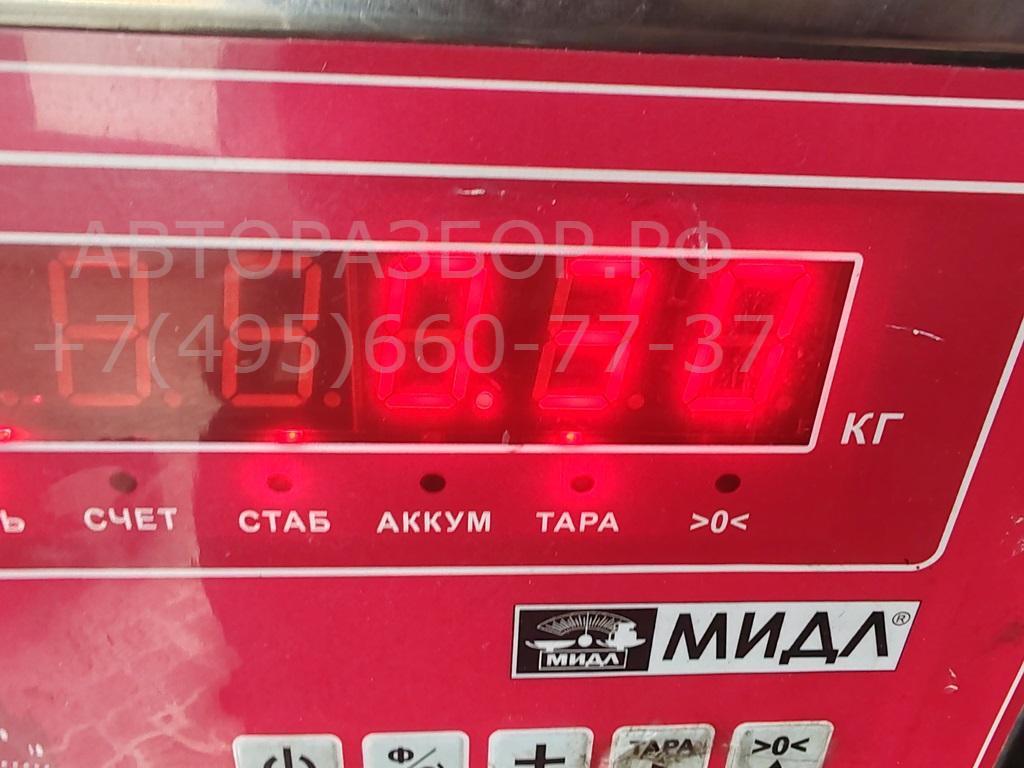 АВТОРАЗБОР.РФ
+7(495)660-77-37
КГ
Ь СЧЕТ СТАБ АККУМ ТАРА >0<
МИДЛ МИДЛ®
Ф/ + ТАРА >0<